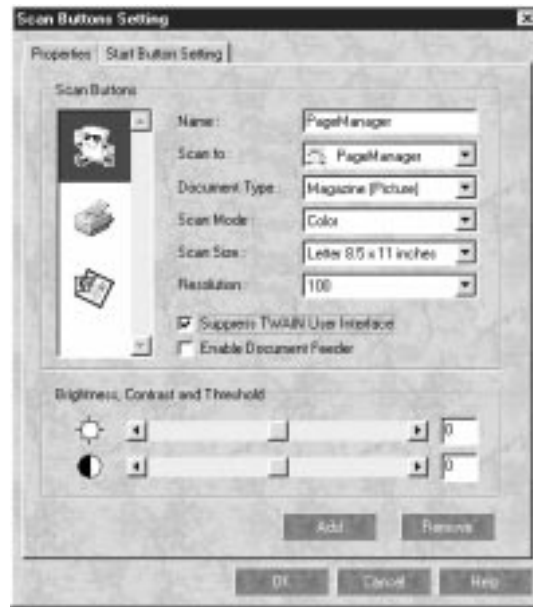 Scan Buttons Setting
Properties Start Button Setting
Scan Buttons
Name: PageManager
Scan to: PageManager
Document Type: Magazine (Picture)
Scan Mode: Color
Scan Size: Letter 8.5 x 11 inches
Resolution: 100
Suppress TWAIN User Interface
Enable Document Feeder
Brightness, Contrast and Threshold
0
0
Add Remove
OK Cancel Help